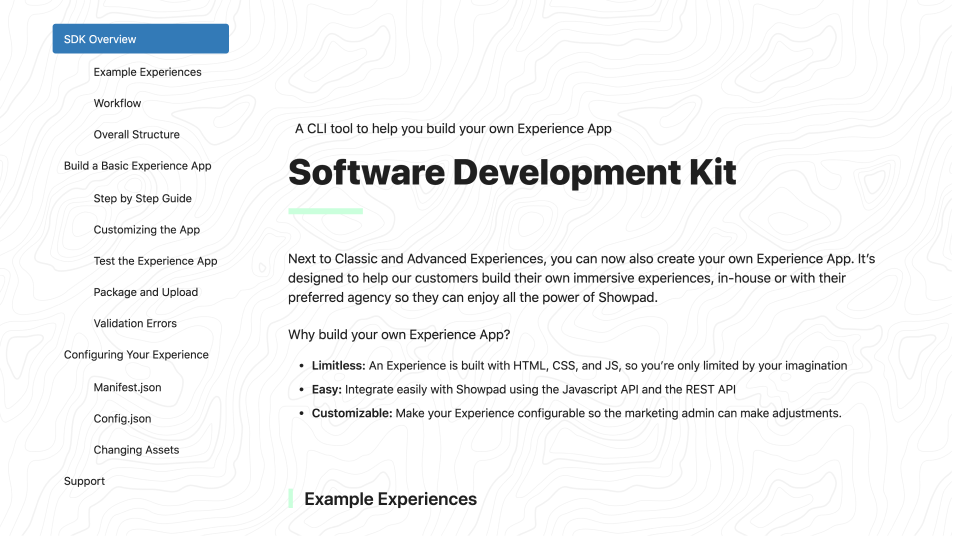 SDK Overview
Example Experiences
Workflow
Overall Structure
Build a Basic Experience App
Step by Step Guide
Customizing the App
Test the Experience App
Package and Upload
Validation Errors
Configuring Your Experience
Manifest.json
Config.json
Changing Assets
Support
A CLI tool to help you build your own Experience App
Software Development Kit
Next to Classic and Advanced Experiences, you can now also create your own Experience App. It’s
designed to help our customers build their own immersive experiences, in-house or with their
preferred agency so they can enjoy all the power of Showpad.
Why build your own Experience App?
• Limitless: An Experience is built with HTML, CSS, and JS, so you’re only limited by your imagination
• Easy: Integrate easily with Showpad using the Javascript API and the REST API
• Customizable: Make your Experience configurable so the marketing admin can make adjustments.
Example Experiences